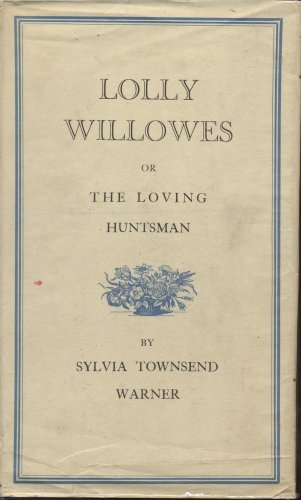 LOLLY
WILLOWES
OR
THE LOVING
HUNTSMAN
BY
SYLVIA TOWNSEND
WARNER